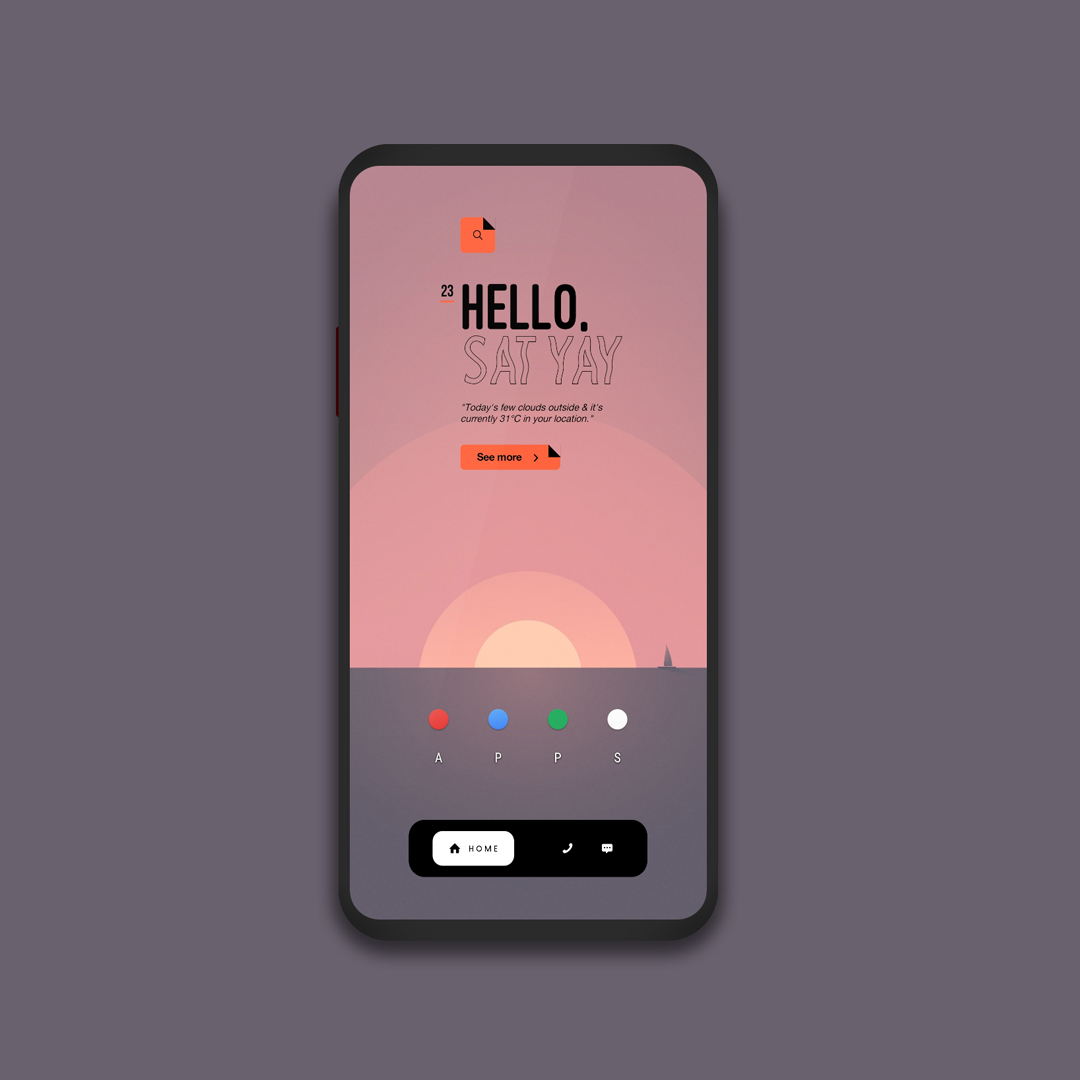 23
HELLO.
SAT YAY
"Today's few clouds outside & it's
currently 31°C in your location."
See more
A P P S
HOME